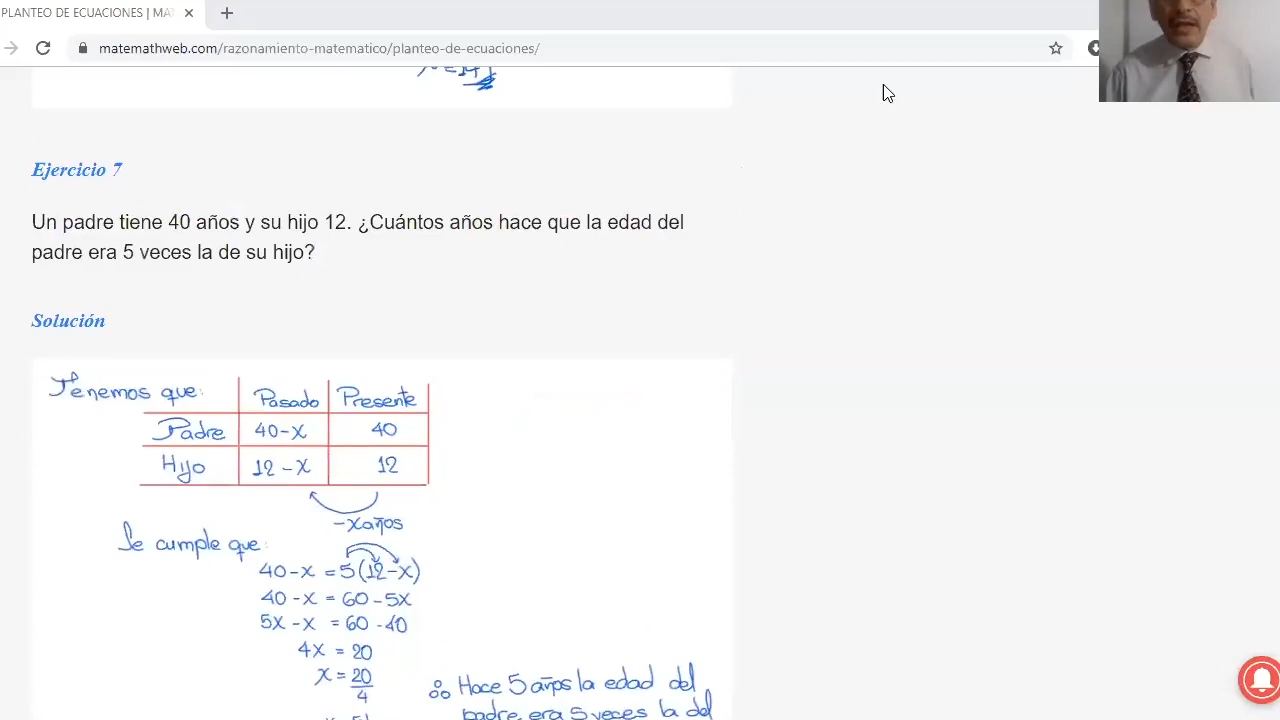 PLANTEO DE ECUACIONES | MA
matemathweb.com/razonamiento-matematico/planteo-de-ecuaciones/
Ejercicio 7
Un padre tiene 40 años y su hijo 12. ¿Cuántos años hace que la edad del
padre era 5 veces la de su hijo?
Solución
Tenemos que:
Pasado Presente
Padre 40-x 40
Hijo 12-x 12
-x años
Se cumple que:
40-x = 5(12-x)
40-x = 60-5x
5x-x = 60-40
4x = 20
x = 20/4
∴ Hace 5 años la edad del
padre era 5 veces la del